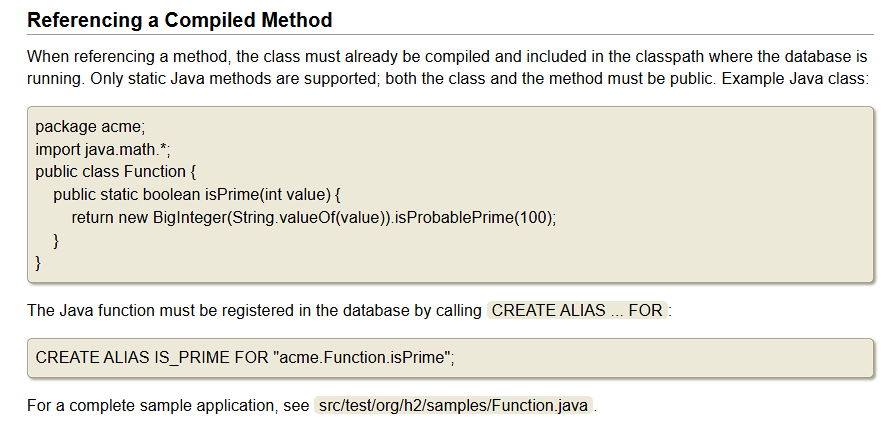 Referencing a Compiled Method
When referencing a method, the class must already be compiled and included in the classpath where the database is
running. Only static Java methods are supported; both the class and the method must be public. Example Java class:
package acme;
import java.math.*;
public class Function {
    public static boolean isPrime(int value) {
        return new BigInteger(String.valueOf(value)).isProbablePrime(100);
    }
}
The Java function must be registered in the database by calling CREATE ALIAS ... FOR:
CREATE ALIAS IS_PRIME FOR "acme.Function.isPrime";
For a complete sample application, see src/test/org/h2/samples/Function.java.